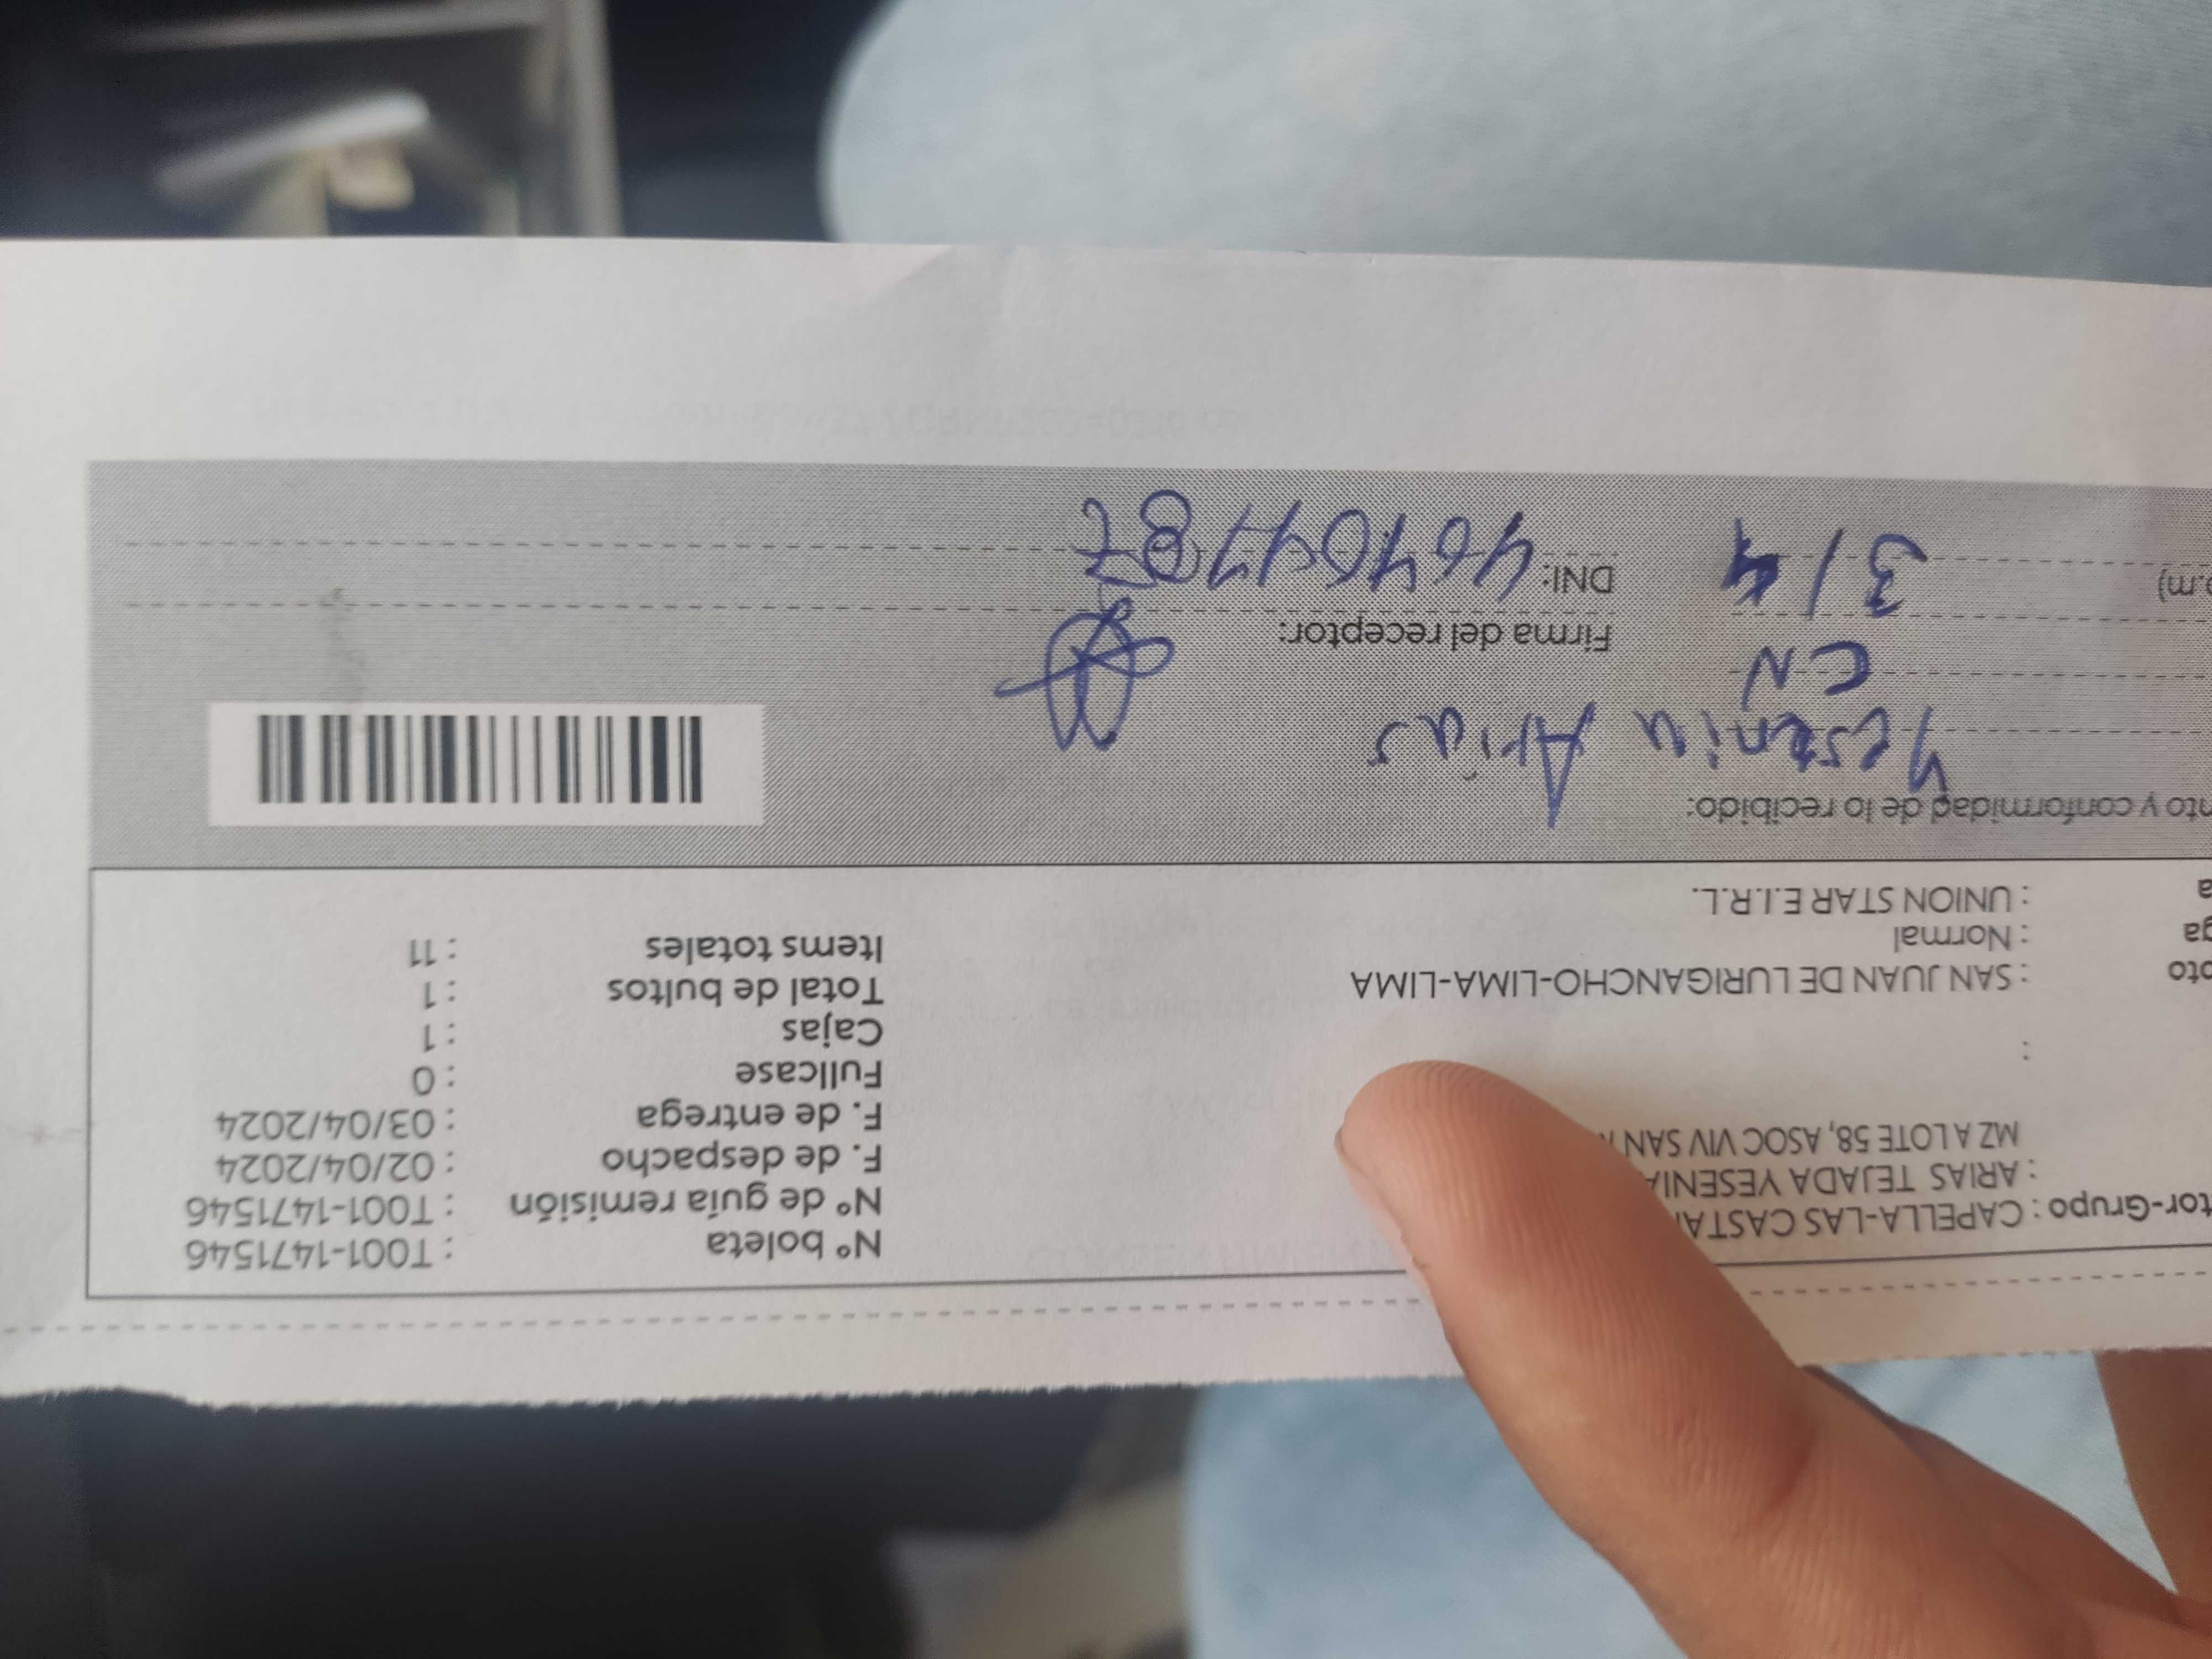 tor-Grupo : CAPELLA-LAS CASTA
: ARIAS TEJADA YESENIA
MZ A LOTE 58, ASOC VIV SAN
:
oto : SAN JUAN DE LURIGANCHO-LIMA-LIMA
ga : Normal
a : UNION STAR E.I.R.L.
N° boleta : T001-1471546
N° de guía remisión : T001-1471546
F. de despacho : 02/04/2024
F. de entrega : 03/04/2024
Fullcase : 0
Cajas : 1
Total de bultos : 1
Items totales : 11
nto y conformidad de lo recibido:
Yesenia Arias
CN
Firma del receptor:
o.m) 3/4
DNI: